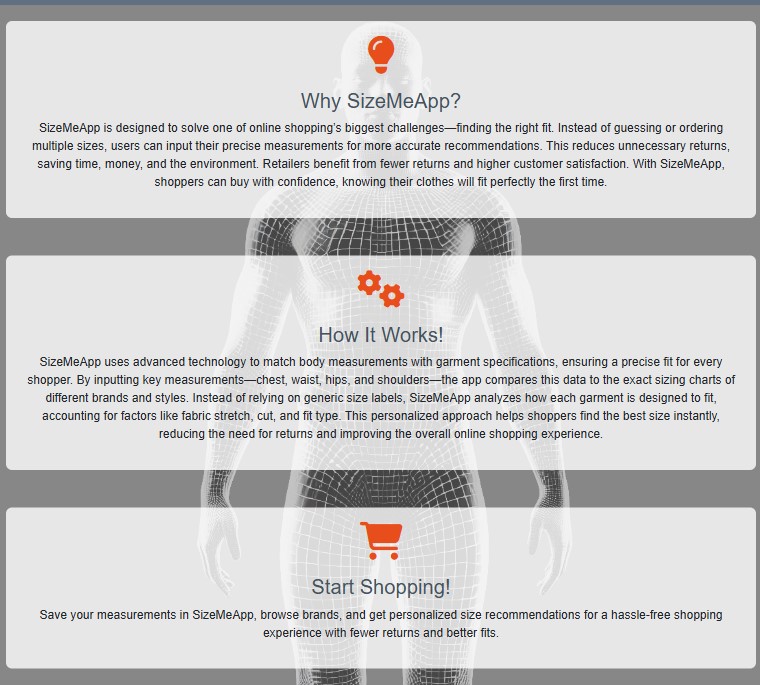 Why SizeMeApp?
SizeMeApp is designed to solve one of online shopping's biggest challenges—finding the right fit. Instead of guessing or ordering
multiple sizes, users can input their precise measurements for more accurate recommendations. This reduces unnecessary returns,
saving time, money, and the environment. Retailers benefit from fewer returns and higher customer satisfaction. With SizeMeApp,
shoppers can buy with confidence, knowing their clothes will fit perfectly the first time.
How It Works!
SizeMeApp uses advanced technology to match body measurements with garment specifications, ensuring a precise fit for every
shopper. By inputting key measurements—chest, waist, hips, and shoulders—the app compares this data to the exact sizing charts of
different brands and styles. Instead of relying on generic size labels, SizeMeApp analyzes how each garment is designed to fit,
accounting for factors like fabric stretch, cut, and fit type. This personalized approach helps shoppers find the best size instantly,
reducing the need for returns and improving the overall online shopping experience.
Start Shopping!
Save your measurements in SizeMeApp, browse brands, and get personalized size recommendations for a hassle-free shopping
experience with fewer returns and better fits.